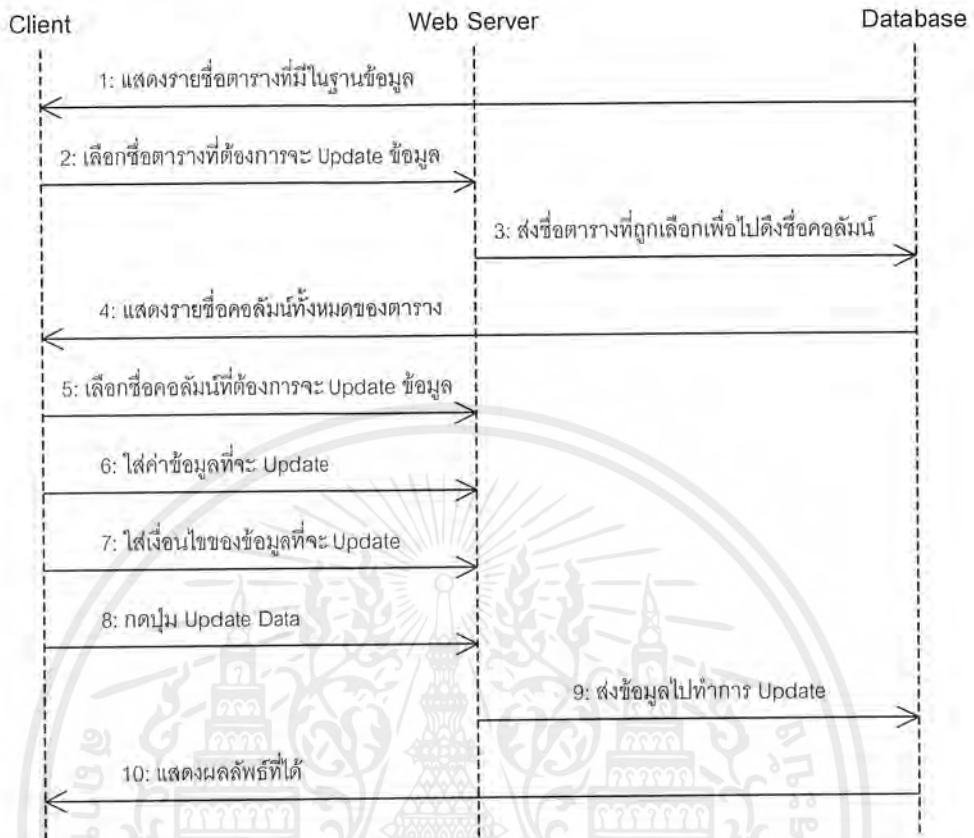 Client
Web Server
Database
1: แสดงรายชื่อตารางที่มีในฐานข้อมูล
2: เลือกชื่อตารางที่ต้องการจะ Update ข้อมูล
3: ส่งชื่อตารางที่ถูกเลือกเพื่อไปดึงชื่อคอลัมน์
4: แสดงรายชื่อคอลัมน์ทั้งหมดของตาราง
5: เลือกชื่อคอลัมน์ที่ต้องการจะ Update ข้อมูล
6: ใส่ค่าข้อมูลที่จะ Update
7: ใส่เงื่อนไขของข้อมูลที่จะ Update
8: กดปุ่ม Update Data
9: ส่งข้อมูลไปทำการ Update
10: แสดงผลลัพธ์ที่ได้